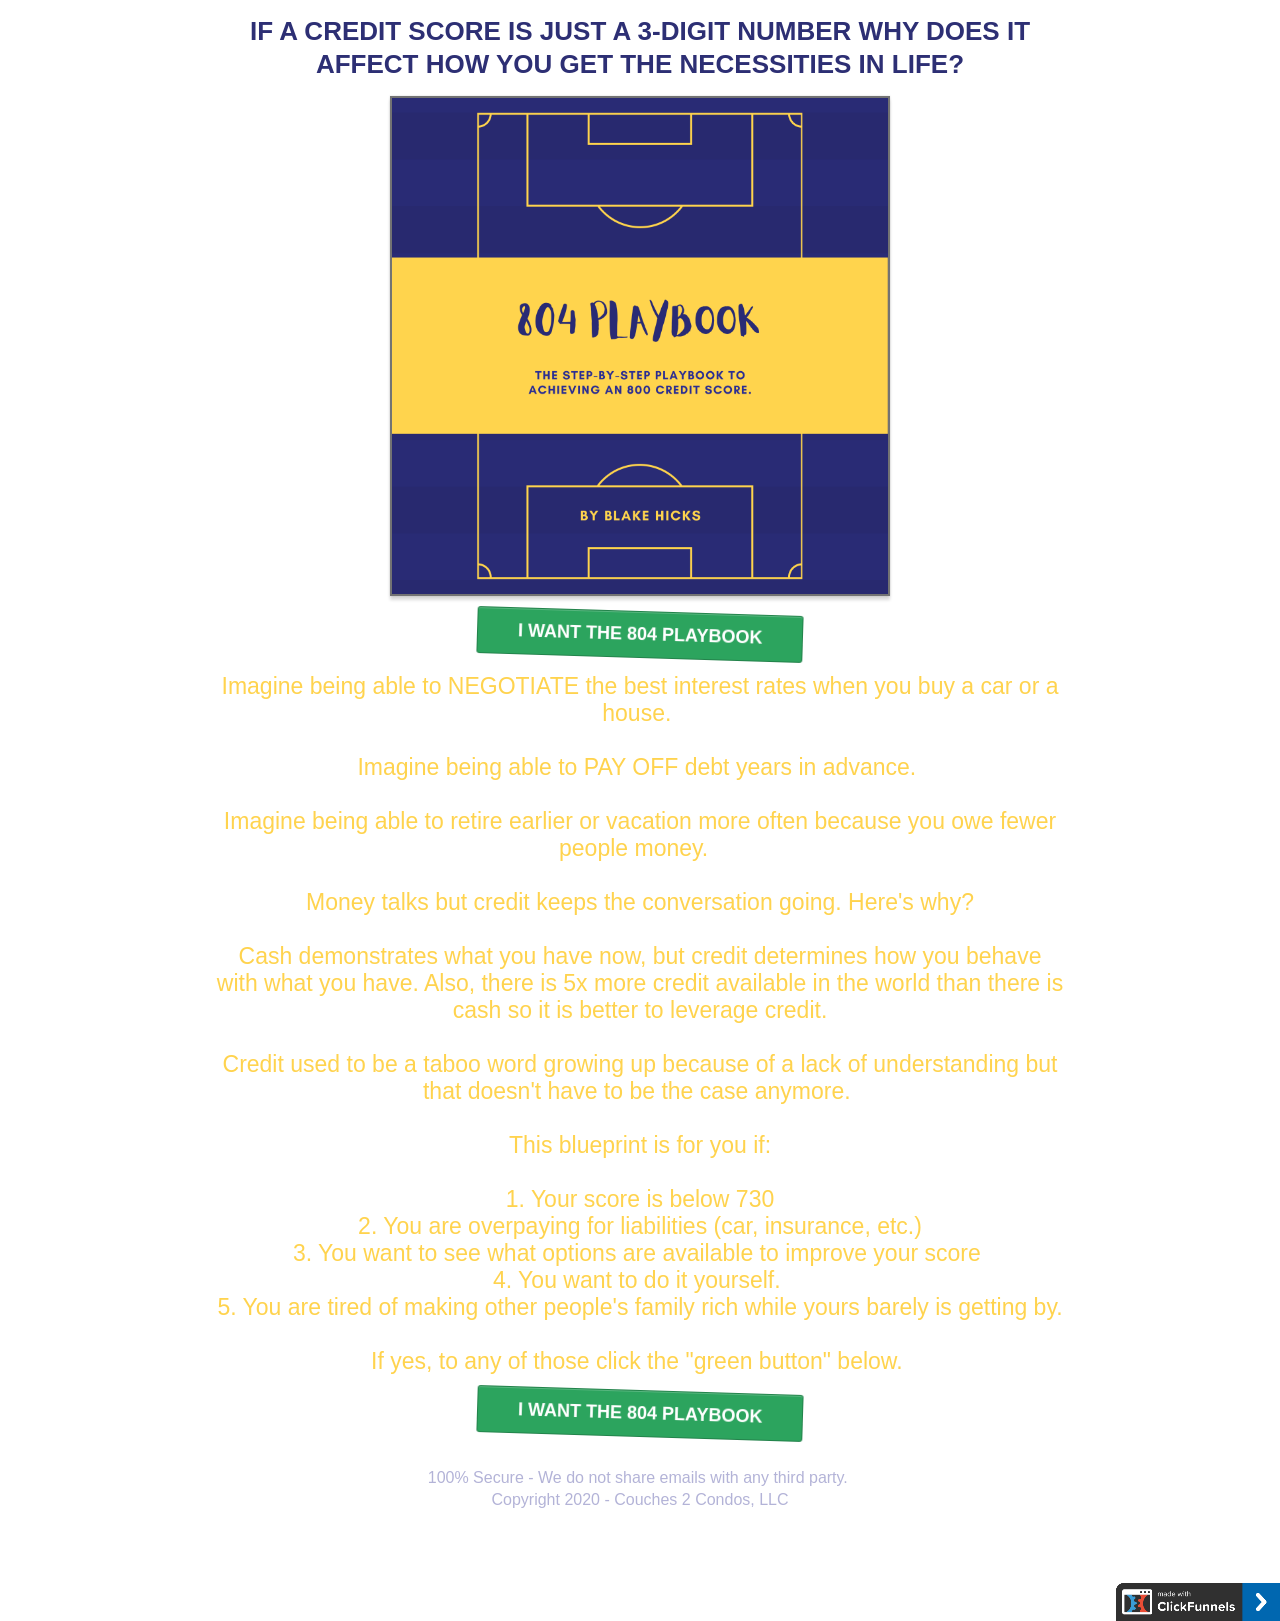 IF A CREDIT SCORE IS JUST A 3-DIGIT NUMBER WHY DOES IT
AFFECT HOW YOU GET THE NECESSITIES IN LIFE?
804 PLAYBOOK
THE STEP-BY-STEP PLAYBOOK TO
ACHIEVING AN 800 CREDIT SCORE.
BY BLAKE HICKS
I WANT THE 804 PLAYBOOK
Imagine being able to NEGOTIATE the best interest rates when you buy a car or a
house.
Imagine being able to PAY OFF debt years in advance.
Imagine being able to retire earlier or vacation more often because you owe fewer
people money.
Money talks but credit keeps the conversation going. Here's why?
Cash demonstrates what you have now, but credit determines how you behave
with what you have. Also, there is 5x more credit available in the world than there is
cash so it is better to leverage credit.
Credit used to be a taboo word growing up because of a lack of understanding but
that doesn't have to be the case anymore.
This blueprint is for you if:
1. Your score is below 730
2. You are overpaying for liabilities (car, insurance, etc.)
3. You want to see what options are available to improve your score
4. You want to do it yourself.
5. You are tired of making other people's family rich while yours barely is getting by.
If yes, to any of those click the "green button" below.
I WANT THE 804 PLAYBOOK
100% Secure - We do not share emails with any third party.
Copyright 2020 - Couches 2 Condos, LLC
made with
ClickFunnels